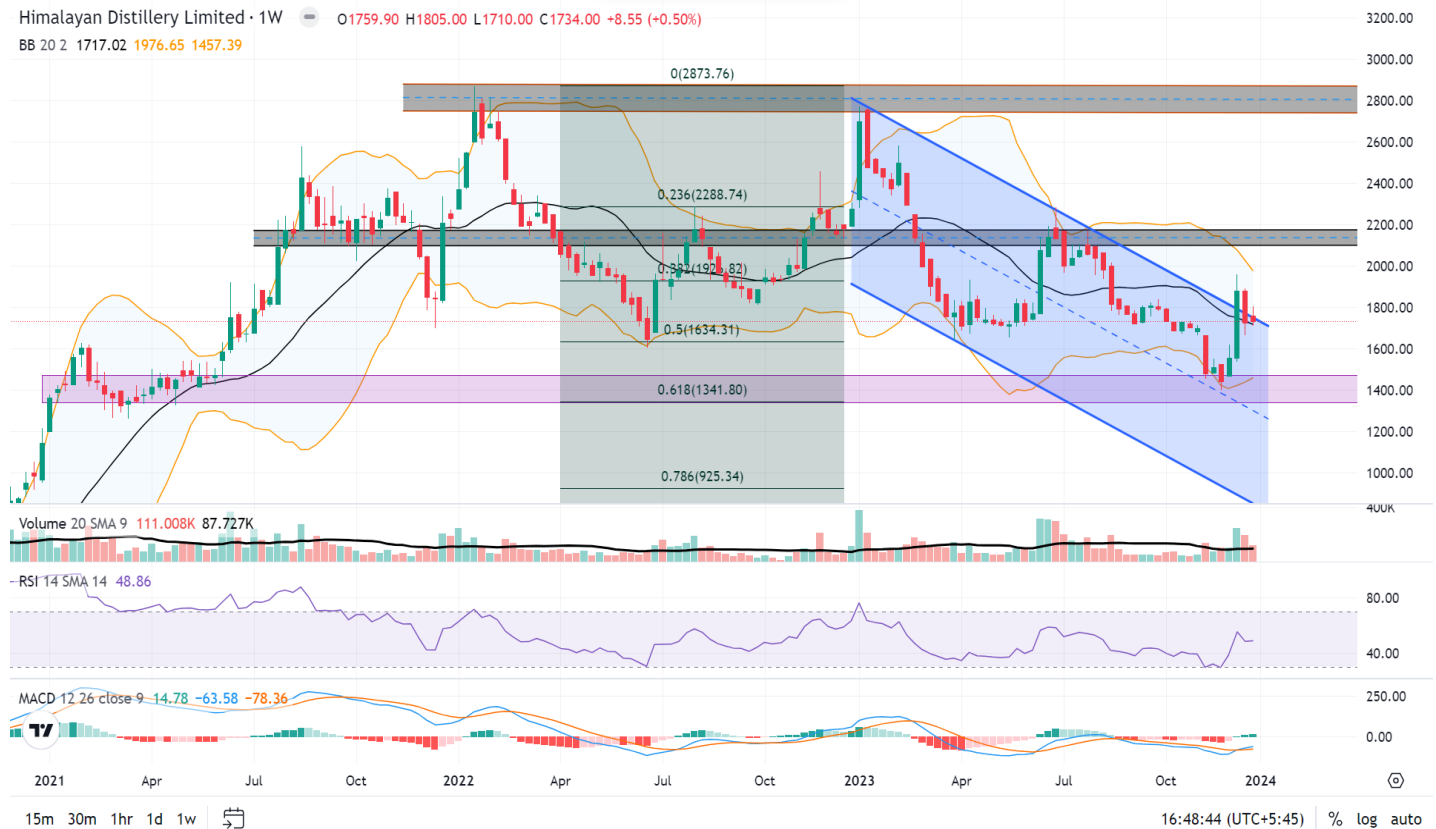 Himalayan Distillery Limited · 1W O1759.90 H1805.00 L1710.00 C1734.00 +8.55 (+0.50%)
BB 20 2 1717.02 1976.65 1457.39
3200.00
3000.00
2800.00
2600.00
2400.00
2200.00
2000.00
1800.00
1600.00
1400.00
1200.00
1000.00
0(2873.76)
0.236(2288.74)
0.5(1634.31)
0.618(1341.80)
0.786(925.34)
Volume 20 SMA 9 111.008K 87.727K
400K
RSI 14 SMA 14 48.86
80.00
40.00
MACD 12 26 close 9 14.78 −63.58 −78.36
250.00
0.00
2021 Apr Jul Oct 2022 Apr Jul Oct 2023 Apr Jul Oct 2024
15m 30m 1hr 1d 1w 16:48:44 (UTC+5:45) % log auto